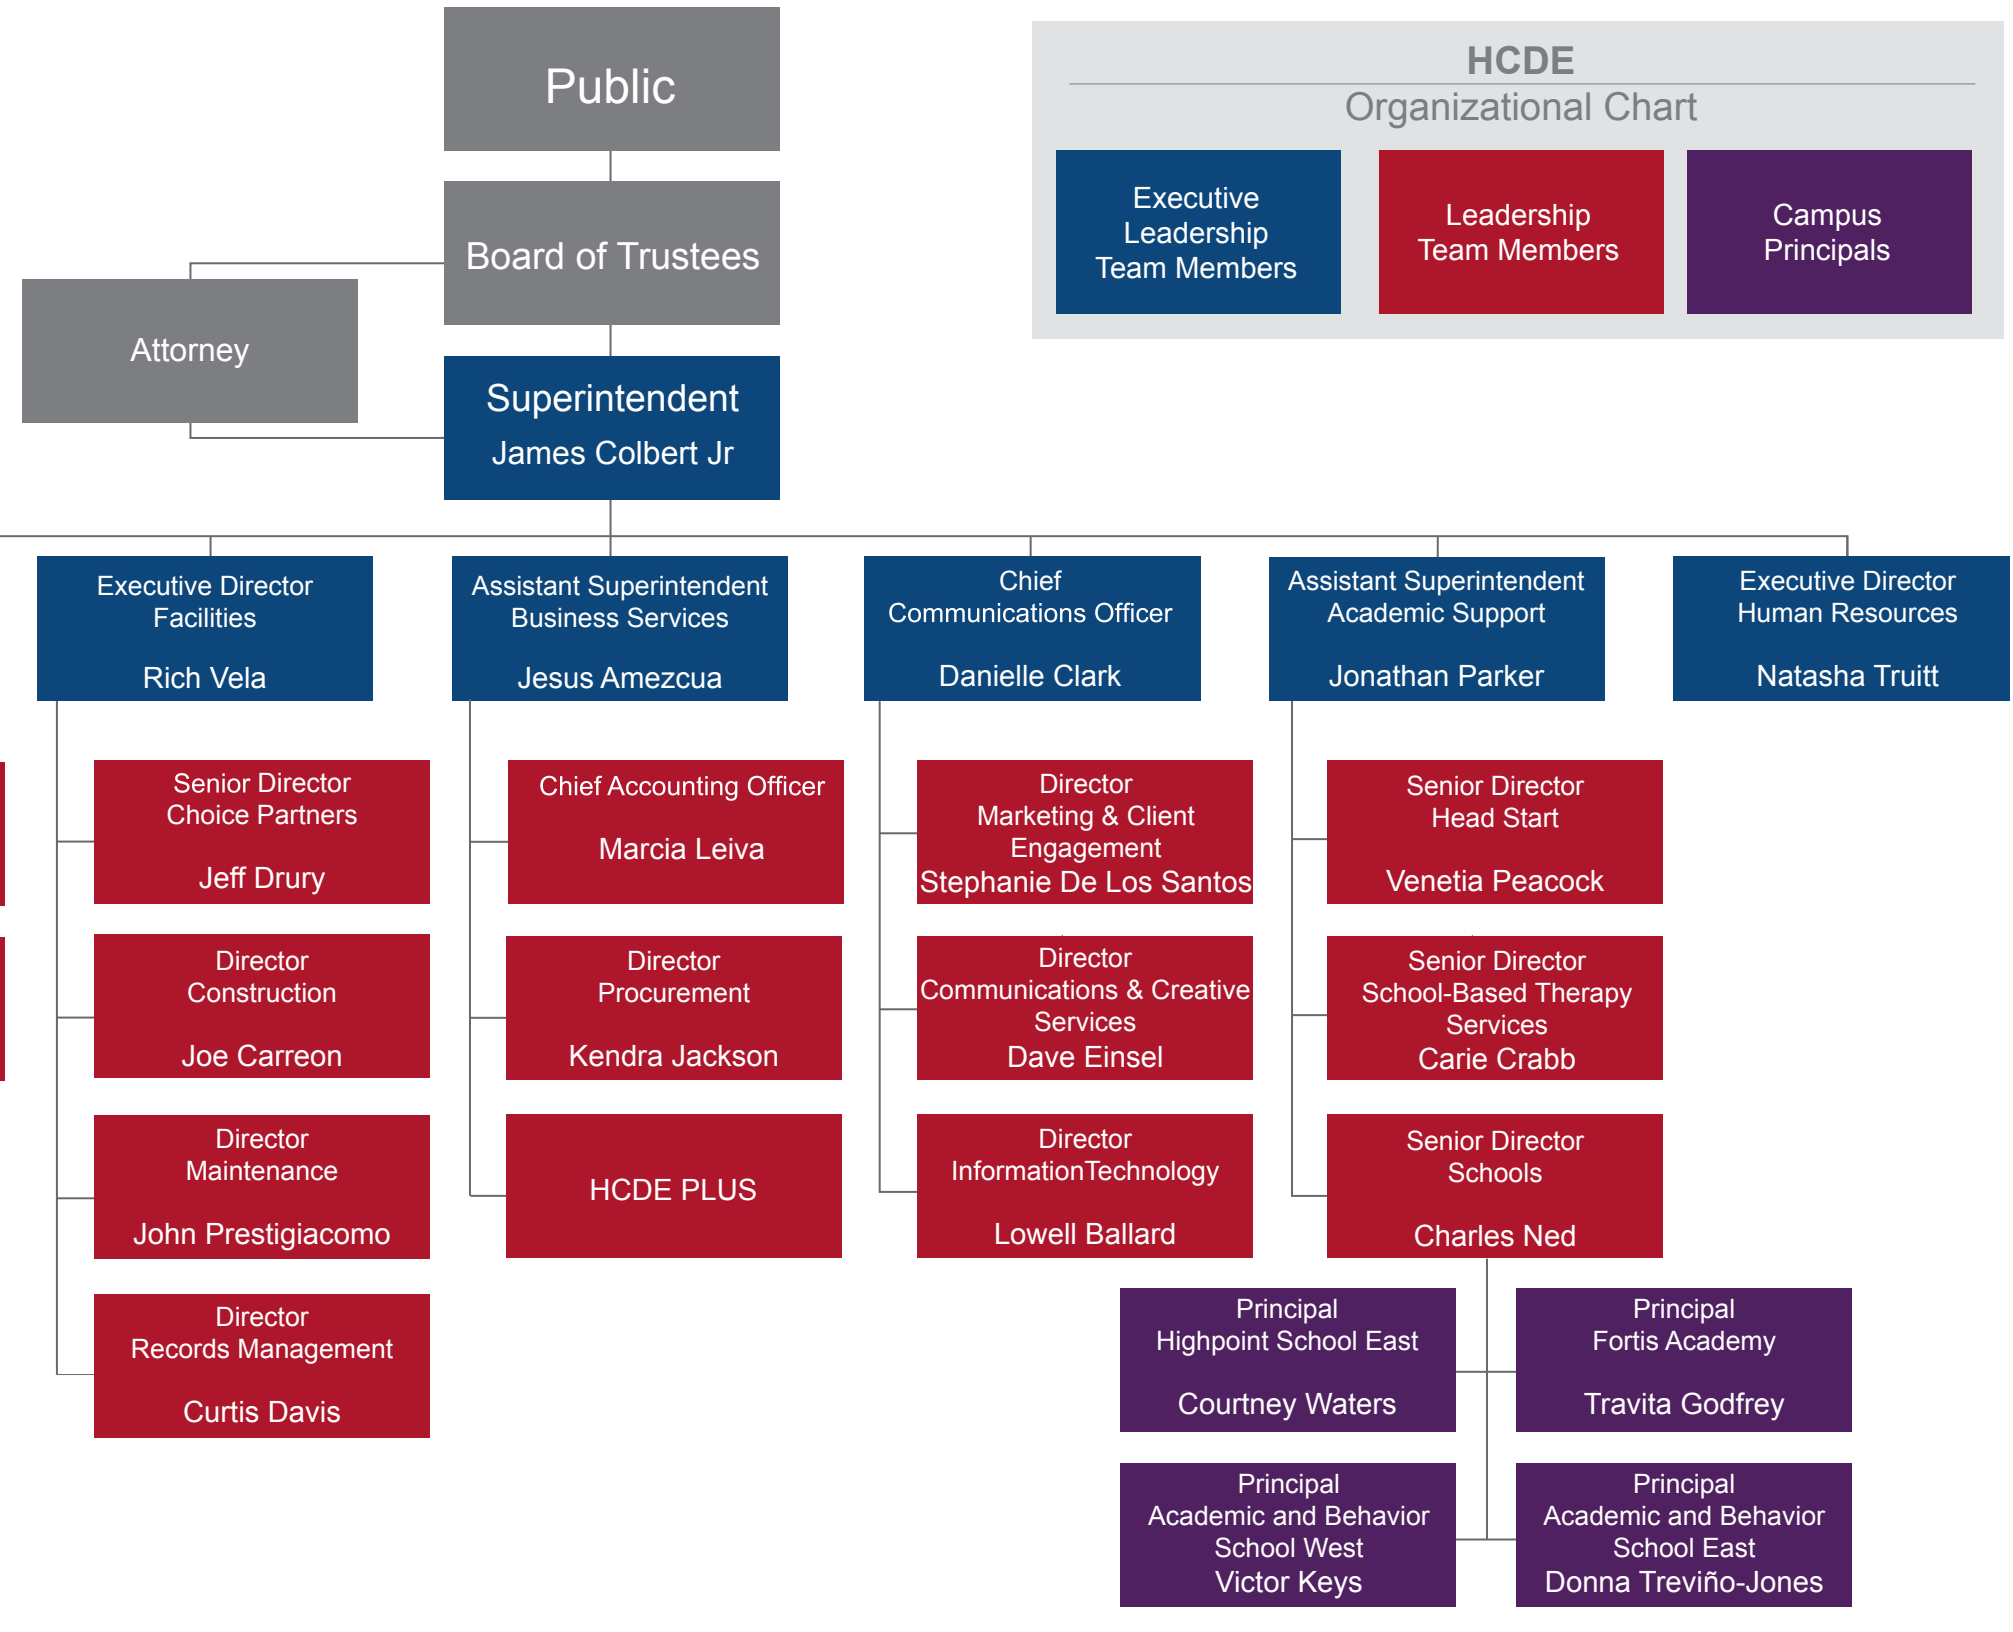 Public
HCDE
Organizational Chart
Executive
Leadership
Team Members
Leadership
Team Members
Campus
Principals
Board of Trustees
Attorney
Superintendent
James Colbert Jr
Executive Director
Facilities
Rich Vela
Assistant Superintendent
Business Services
Jesus Amezcua
Chief
Communications Officer
Danielle Clark
Assistant Superintendent
Academic Support
Jonathan Parker
Executive Director
Human Resources
Natasha Truitt
Senior Director
Choice Partners
Jeff Drury
Chief Accounting Officer
Marcia Leiva
Director
Marketing & Client
Engagement
Stephanie De Los Santos
Senior Director
Head Start
Venetia Peacock
Director
Construction
Joe Carreon
Director
Procurement
Kendra Jackson
Director
Communications & Creative
Services
Dave Einsel
Senior Director
School-Based Therapy
Services
Carie Crabb
Director
Maintenance
John Prestigiacomo
HCDE PLUS
Director
InformationTechnology
Lowell Ballard
Senior Director
Schools
Charles Ned
Director
Records Management
Curtis Davis
Principal
Highpoint School East
Courtney Waters
Principal
Fortis Academy
Travita Godfrey
Principal
Academic and Behavior
School West
Victor Keys
Principal
Academic and Behavior
School East
Donna Treviño-Jones